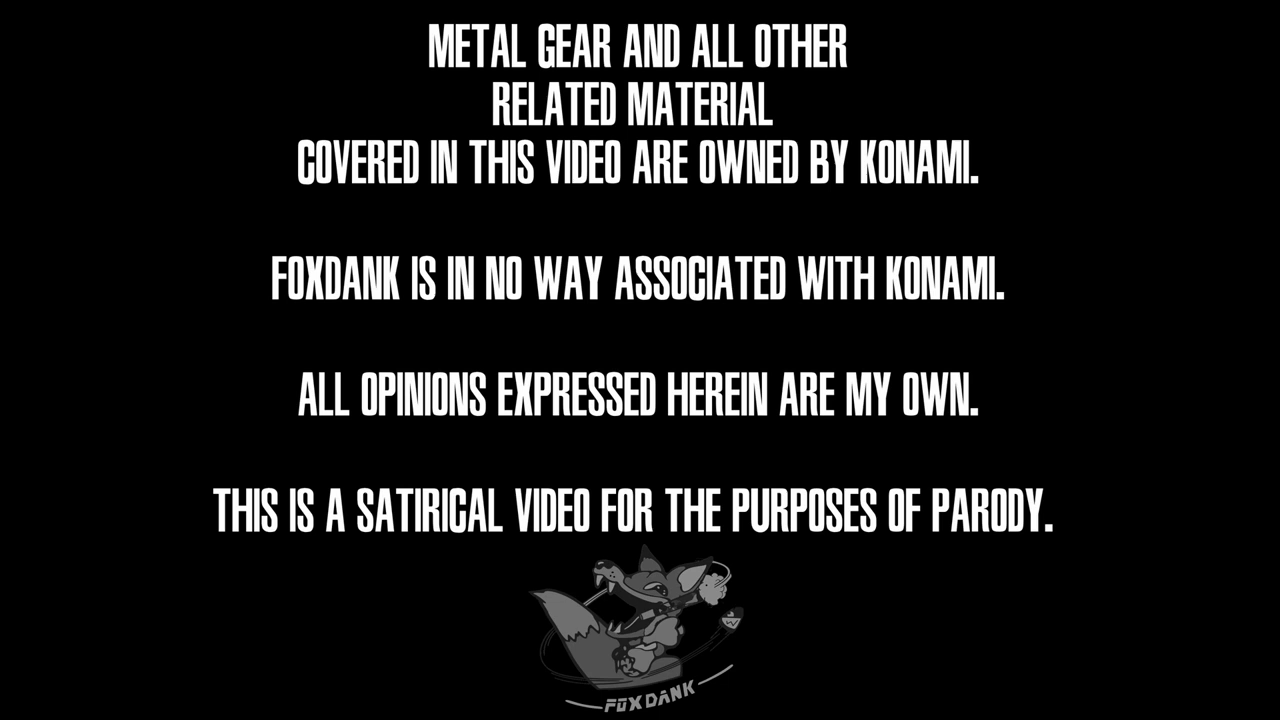 METAL GEAR AND ALL OTHER
RELATED MATERIAL
COVERED IN THIS VIDEO ARE OWNED BY KONAMI.
FOXDANK IS IN NO WAY ASSOCIATED WITH KONAMI.
ALL OPINIONS EXPRESSED HEREIN ARE MY OWN.
THIS IS A SATIRICAL VIDEO FOR THE PURPOSES OF PARODY.
FOXDANK